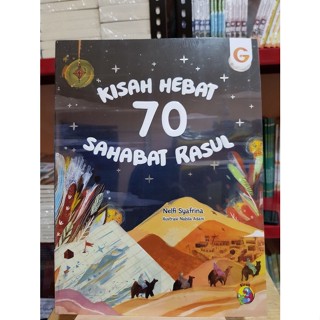 G
KISAH HEBAT
70
SAHABAT RASUL
Nelfi Syafrina